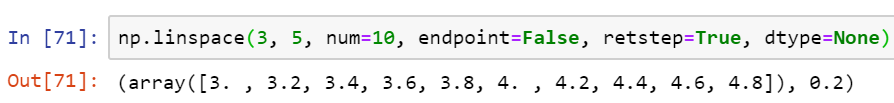 In [71]: np.linspace(3, 5, num=10, endpoint=False, retstep=True, dtype=None)
Out[71]: (array([3. , 3.2, 3.4, 3.6, 3.8, 4. , 4.2, 4.4, 4.6, 4.8]), 0.2)